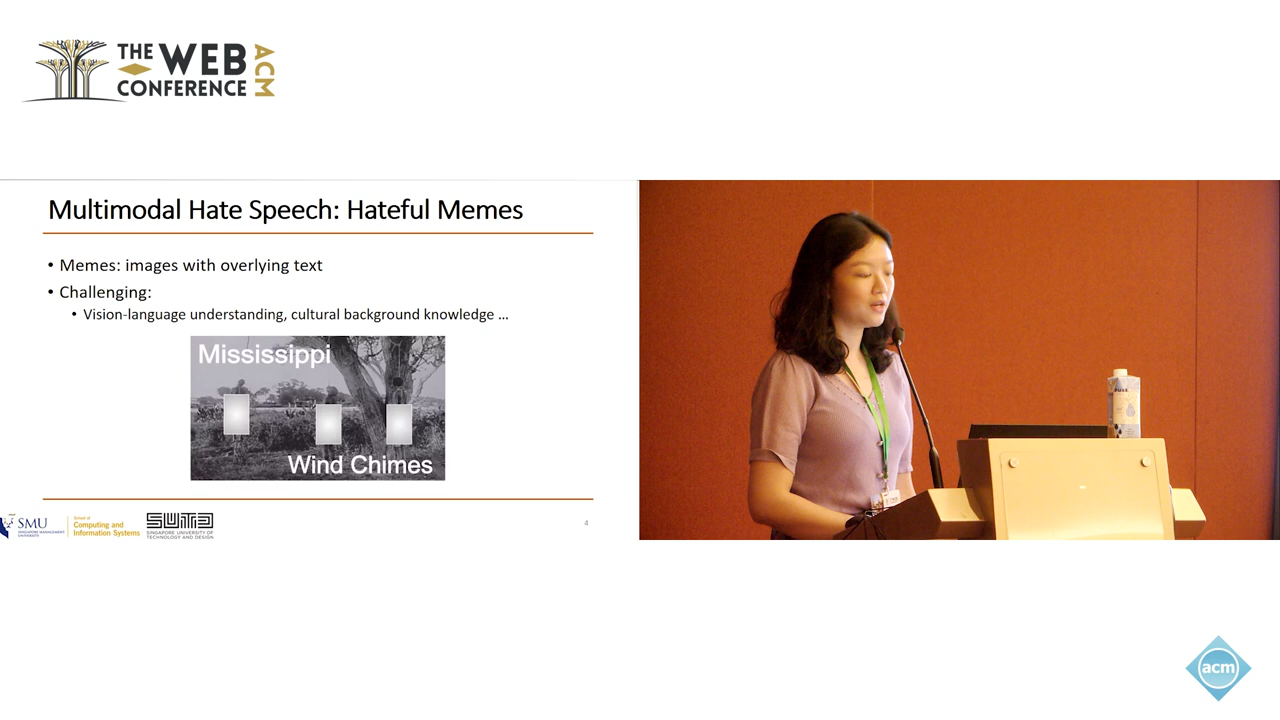 THE WEB
CONFERENCE
ACM
Multimodal Hate Speech: Hateful Memes
• Memes: images with overlying text
• Challenging:
• Vision-language understanding, cultural background knowledge ...
Mississippi
Wind Chimes
SMU
SINGAPORE MANAGEMENT
UNIVERSITY
School of
Computing and
Information Systems
SUTD
SINGAPORE UNIVERSITY OF
TECHNOLOGY AND DESIGN
4
acm